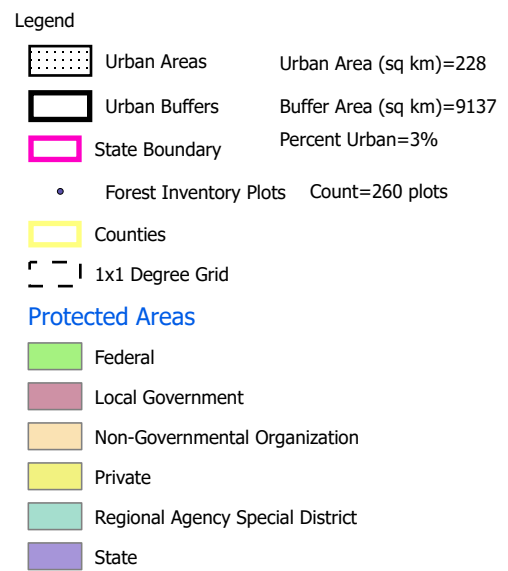 Legend
Urban Areas Urban Area (sq km)=228
Urban Buffers Buffer Area (sq km)=9137
State Boundary Percent Urban=3%
Forest Inventory Plots Count=260 plots
Counties
1x1 Degree Grid
Protected Areas
Federal
Local Government
Non-Governmental Organization
Private
Regional Agency Special District
State